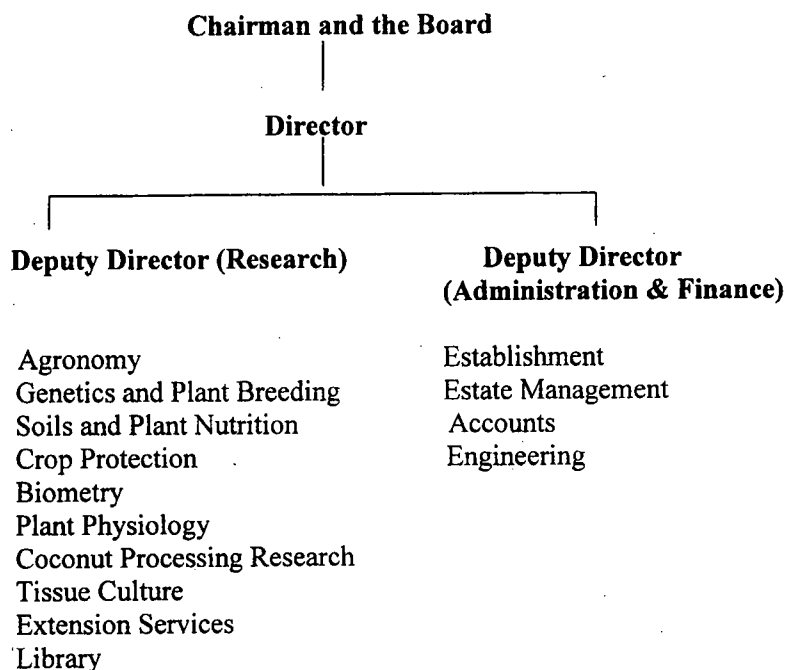 Chairman and the Board
Director
Deputy Director (Research)
Agronomy
Genetics and Plant Breeding
Soils and Plant Nutrition
Crop Protection
Biometry
Plant Physiology
Coconut Processing Research
Tissue Culture
Extension Services
Library
Deputy Director
(Administration & Finance)
Establishment
Estate Management
Accounts
Engineering